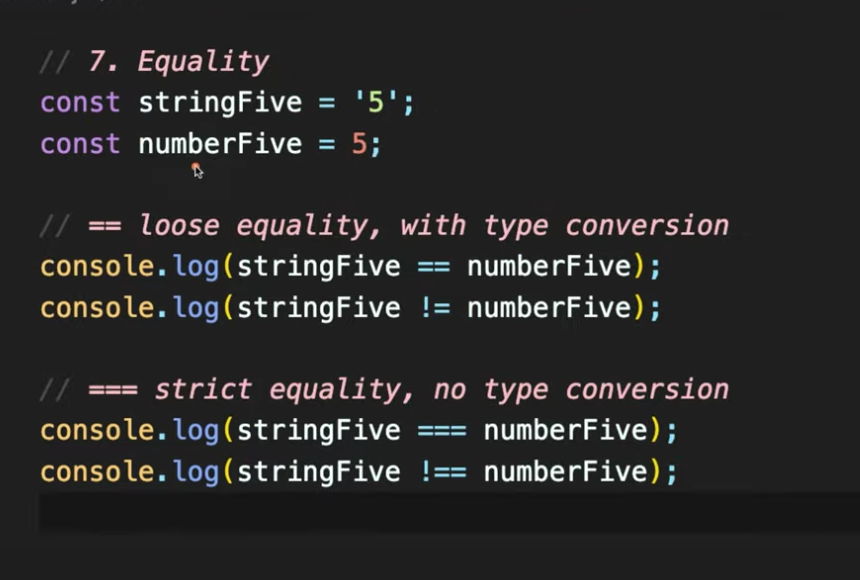 // 7. Equality
const stringFive = '5';
const numberFive = 5;
// == loose equality, with type conversion
console.log(stringFive == numberFive);
console.log(stringFive != numberFive);
// === strict equality, no type conversion
console.log(stringFive === numberFive);
console.log(stringFive !== numberFive);